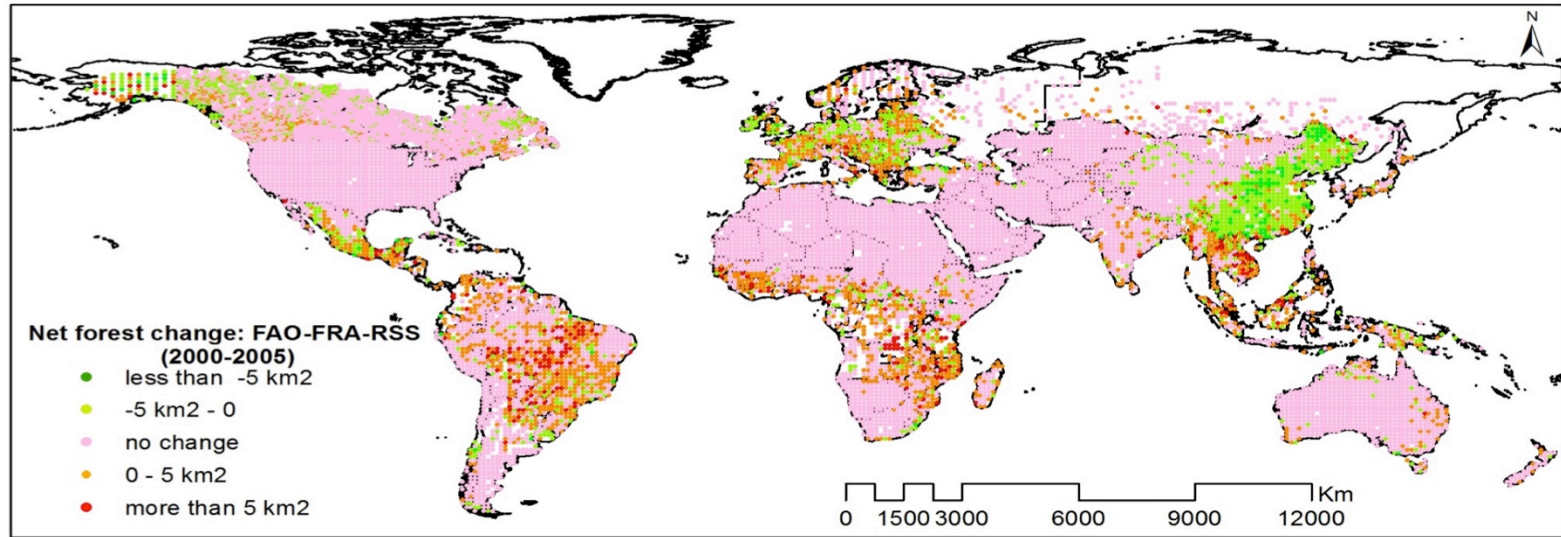 N
Net forest change: FAO-FRA-RSS
(2000-2005)
less than -5 km2
-5 km2 - 0
no change
0 - 5 km2
more than 5 km2
Km
0 1500 3000 6000 9000 12000